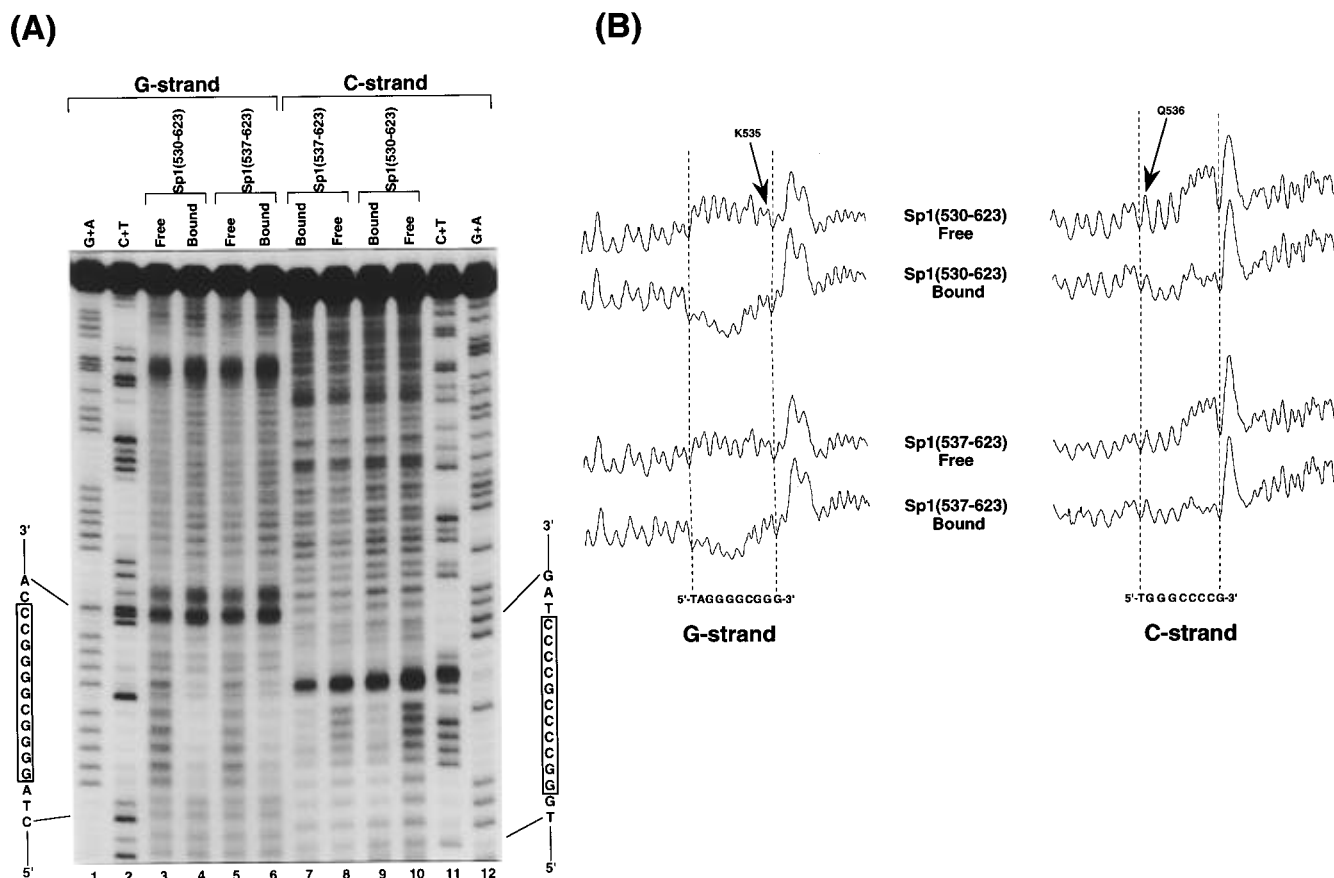 (A)
(B)
G-strand
C-strand
Sp1(530-623)
Sp1(537-623)
Sp1(537-623)
Sp1(530-623)
G+A
C+T
Free
Bound
Free
Bound
Bound
Free
Bound
Free
C+T
G+A
3'
A
C
C
C
G
G
G
G
C
G
G
G
G
A
T
C
5'
3'
G
A
T
C
C
C
C
G
C
C
C
C
G
G
G
T
5'
1 2 3 4 5 6 7 8 9 10 11 12
K535
Q536
Sp1(530-623)
Free
Sp1(530-623)
Bound
Sp1(537-623)
Free
Sp1(537-623)
Bound
5'-TAGGGGCGGG-3'
G-strand
5'-TGGGCCCCG-3'
C-strand